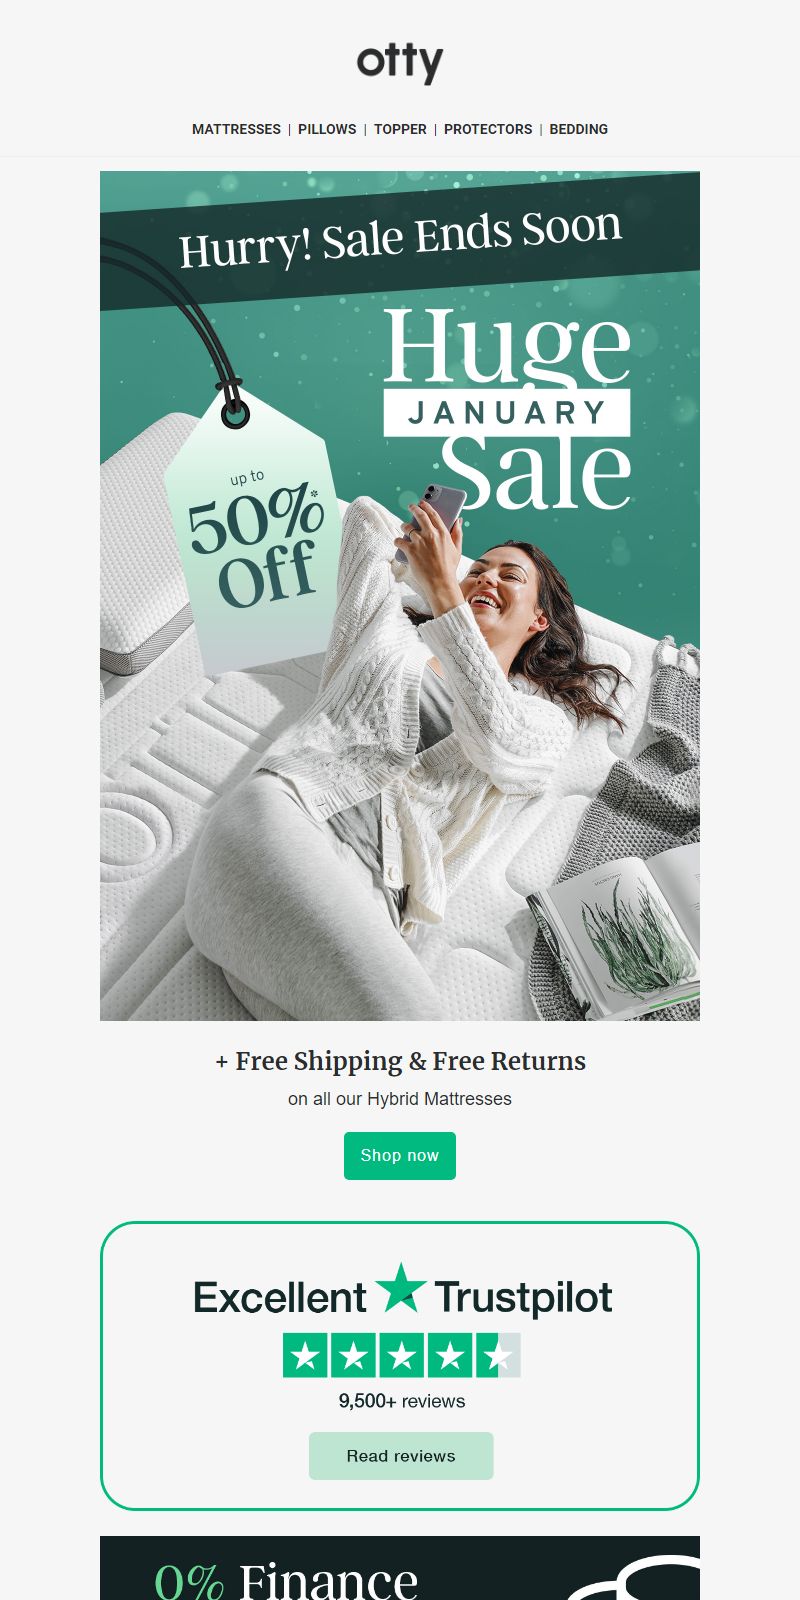 otty
MATTRESSES | PILLOWS | TOPPER | PROTECTORS | BEDDING
Hurry! Sale Ends Soon
Huge
JANUARY
Sale
up to
50%*
Off
+ Free Shipping & Free Returns
on all our Hybrid Mattresses
Shop now
Excellent Trustpilot
9,500+ reviews
Read reviews
0% Finance